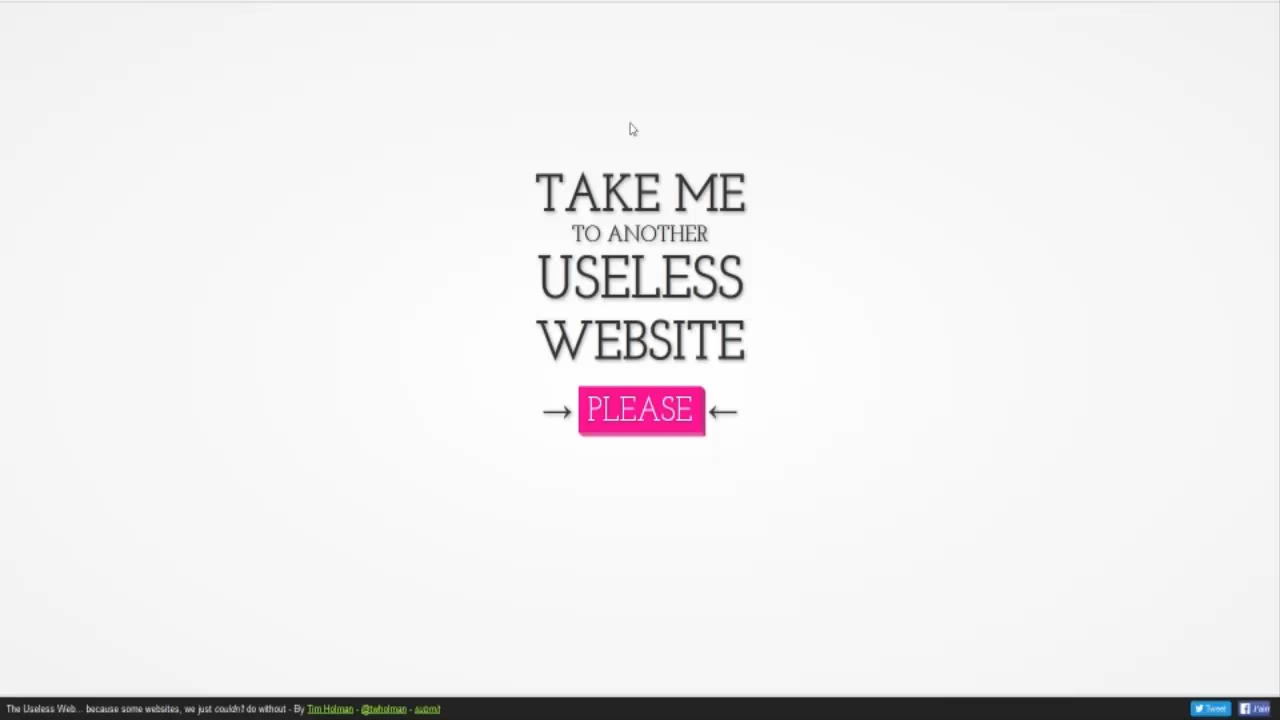 TAKE ME
TO ANOTHER
USELESS
WEBSITE
→ PLEASE ←
The Useless Web... because some websites, we just couldn't do without - By Tim Holman - @twholman - submit
Tweet
J'aim